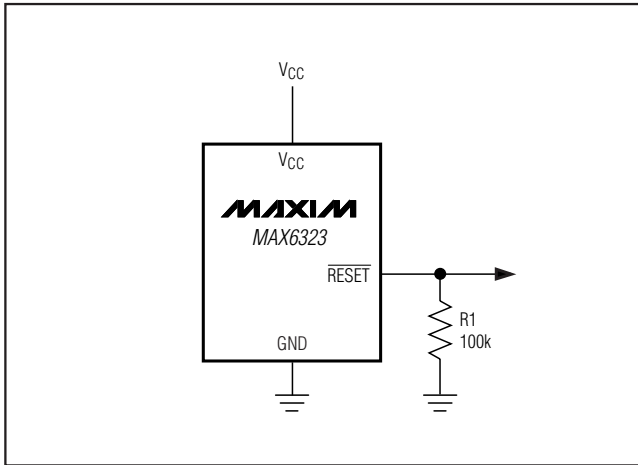 VCC
VCC
MAXIM
MAX6323
RESET
R1
100k
GND